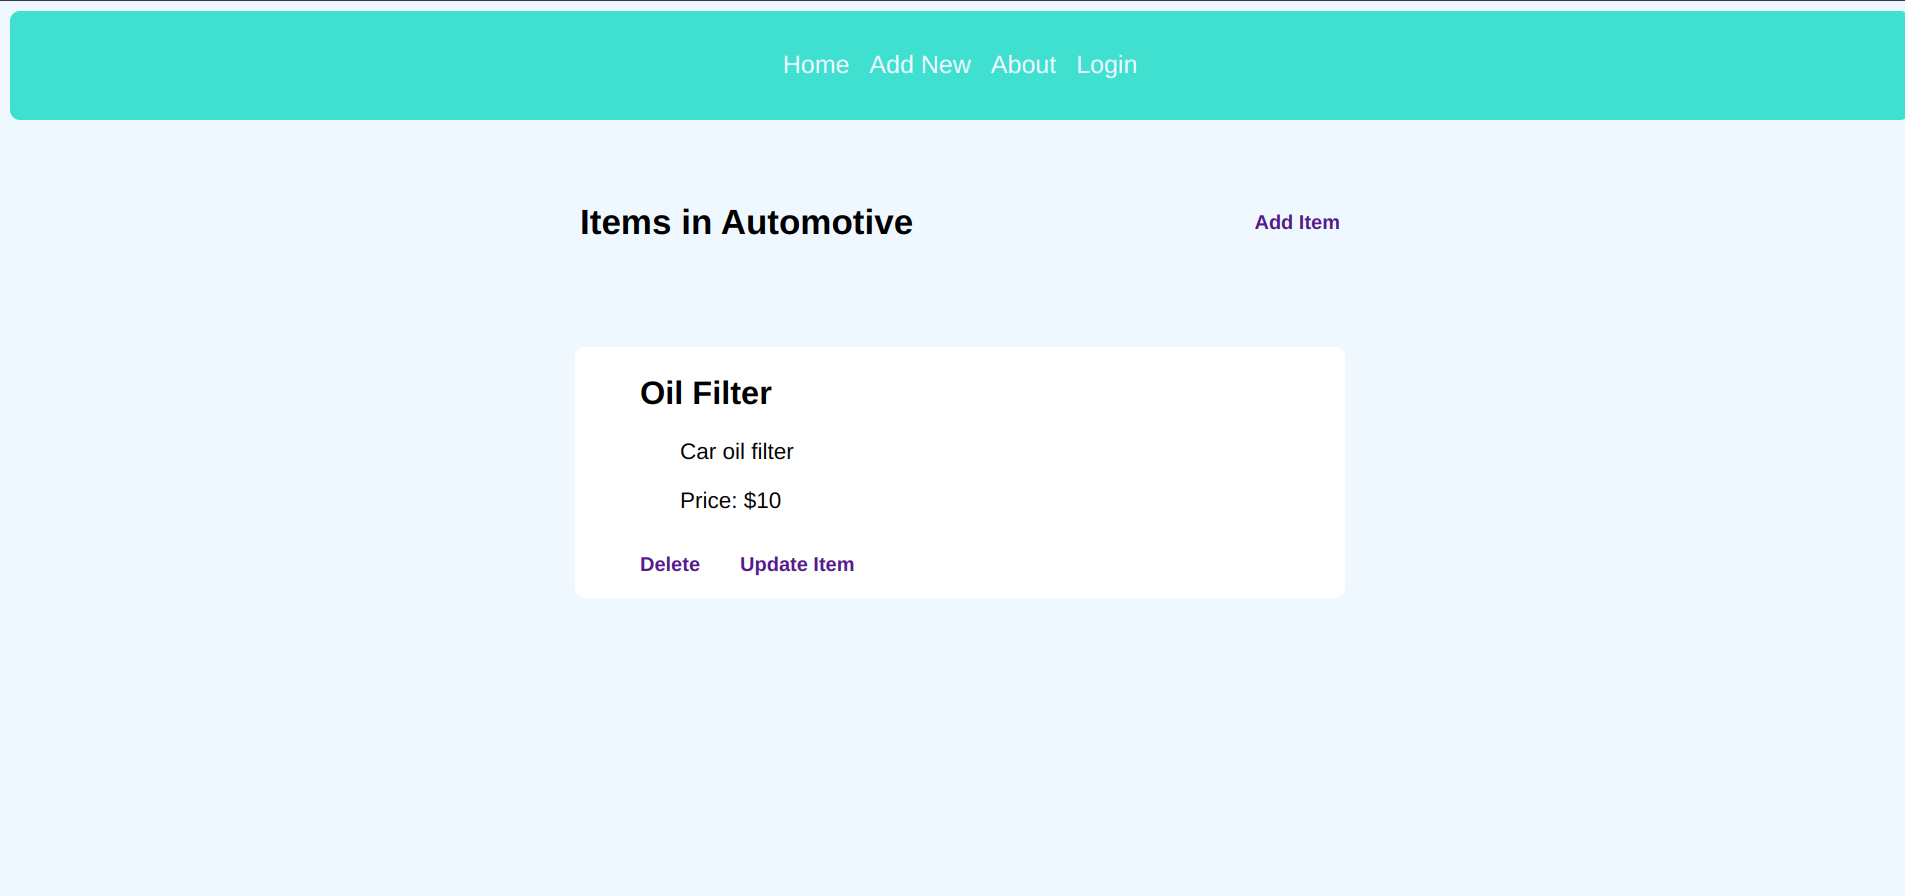 Home Add New About Login
Items in Automotive Add Item
Oil Filter
Car oil filter
Price: $10
Delete Update Item